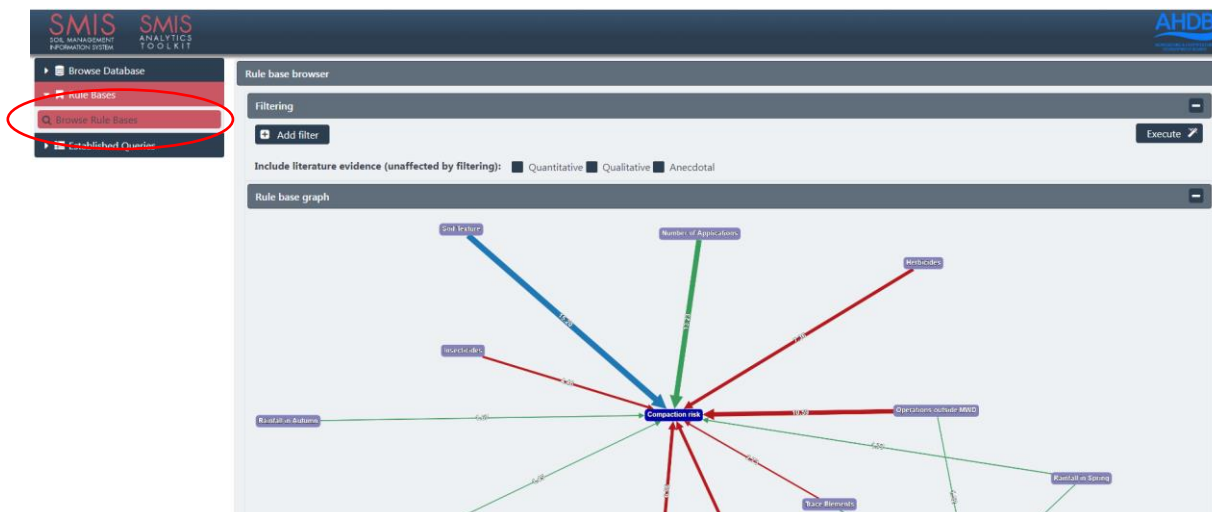 SMIS
SOIL MANAGEMENT
INFORMATION SYSTEM
SMIS
ANALYTICS
TOOLKIT
AHDB
Browse Database
Rule Bases
Browse Rule Bases
Established Queries
Rule base browser
Filtering
Add filter
Execute
Include literature evidence (unaffected by filtering): Quantitative Qualitative Anecdotal
Rule base graph
Soil Texture
Number of Applications
Herbicides
Insecticides
Rainfall in Autumn
Compaction risk
Operations outside MWD
Rainfall in Spring
Trace Elements